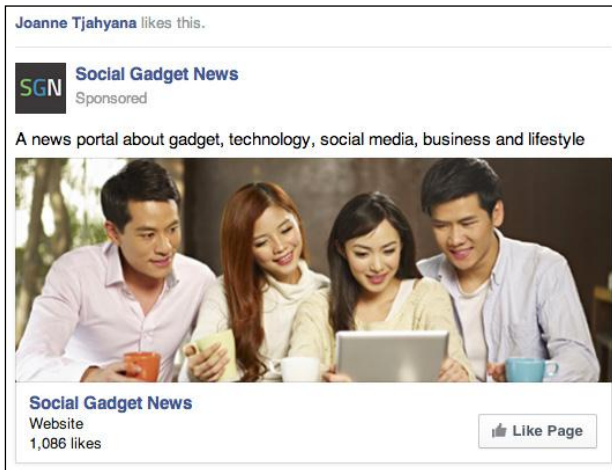 Joanne Tjahyana likes this.
SGN
Social Gadget News
Sponsored
A news portal about gadget, technology, social media, business and lifestyle
Social Gadget News
Website
1,086 likes
Like Page